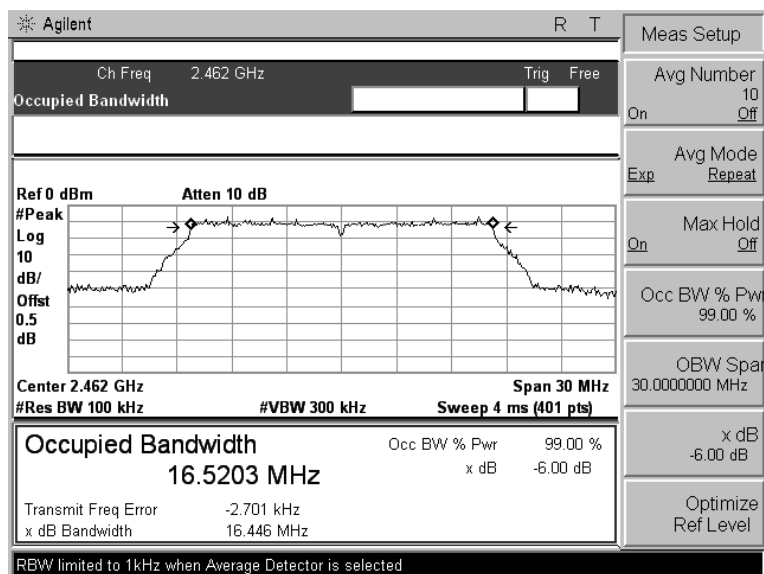 Agilent R T
Ch Freq 2.462 GHz Trig Free
Occupied Bandwidth
Ref 0 dBm Atten 10 dB
#Peak
Log
10
dB/
Offst
0.5
dB
Center 2.462 GHz Span 30 MHz
#Res BW 100 kHz #VBW 300 kHz Sweep 4 ms (401 pts)
Occupied Bandwidth Occ BW % Pwr 99.00 %
16.5203 MHz x dB -6.00 dB
Transmit Freq Error -2.701 kHz
x dB Bandwidth 16.446 MHz
RBW limited to 1kHz when Average Detector is selected
Meas Setup
Avg Number
10
On Off
Avg Mode
Exp Repeat
Max Hold
On Off
Occ BW % Pwr
99.00 %
OBW Span
30.0000000 MHz
x dB
-6.00 dB
Optimize
Ref Level